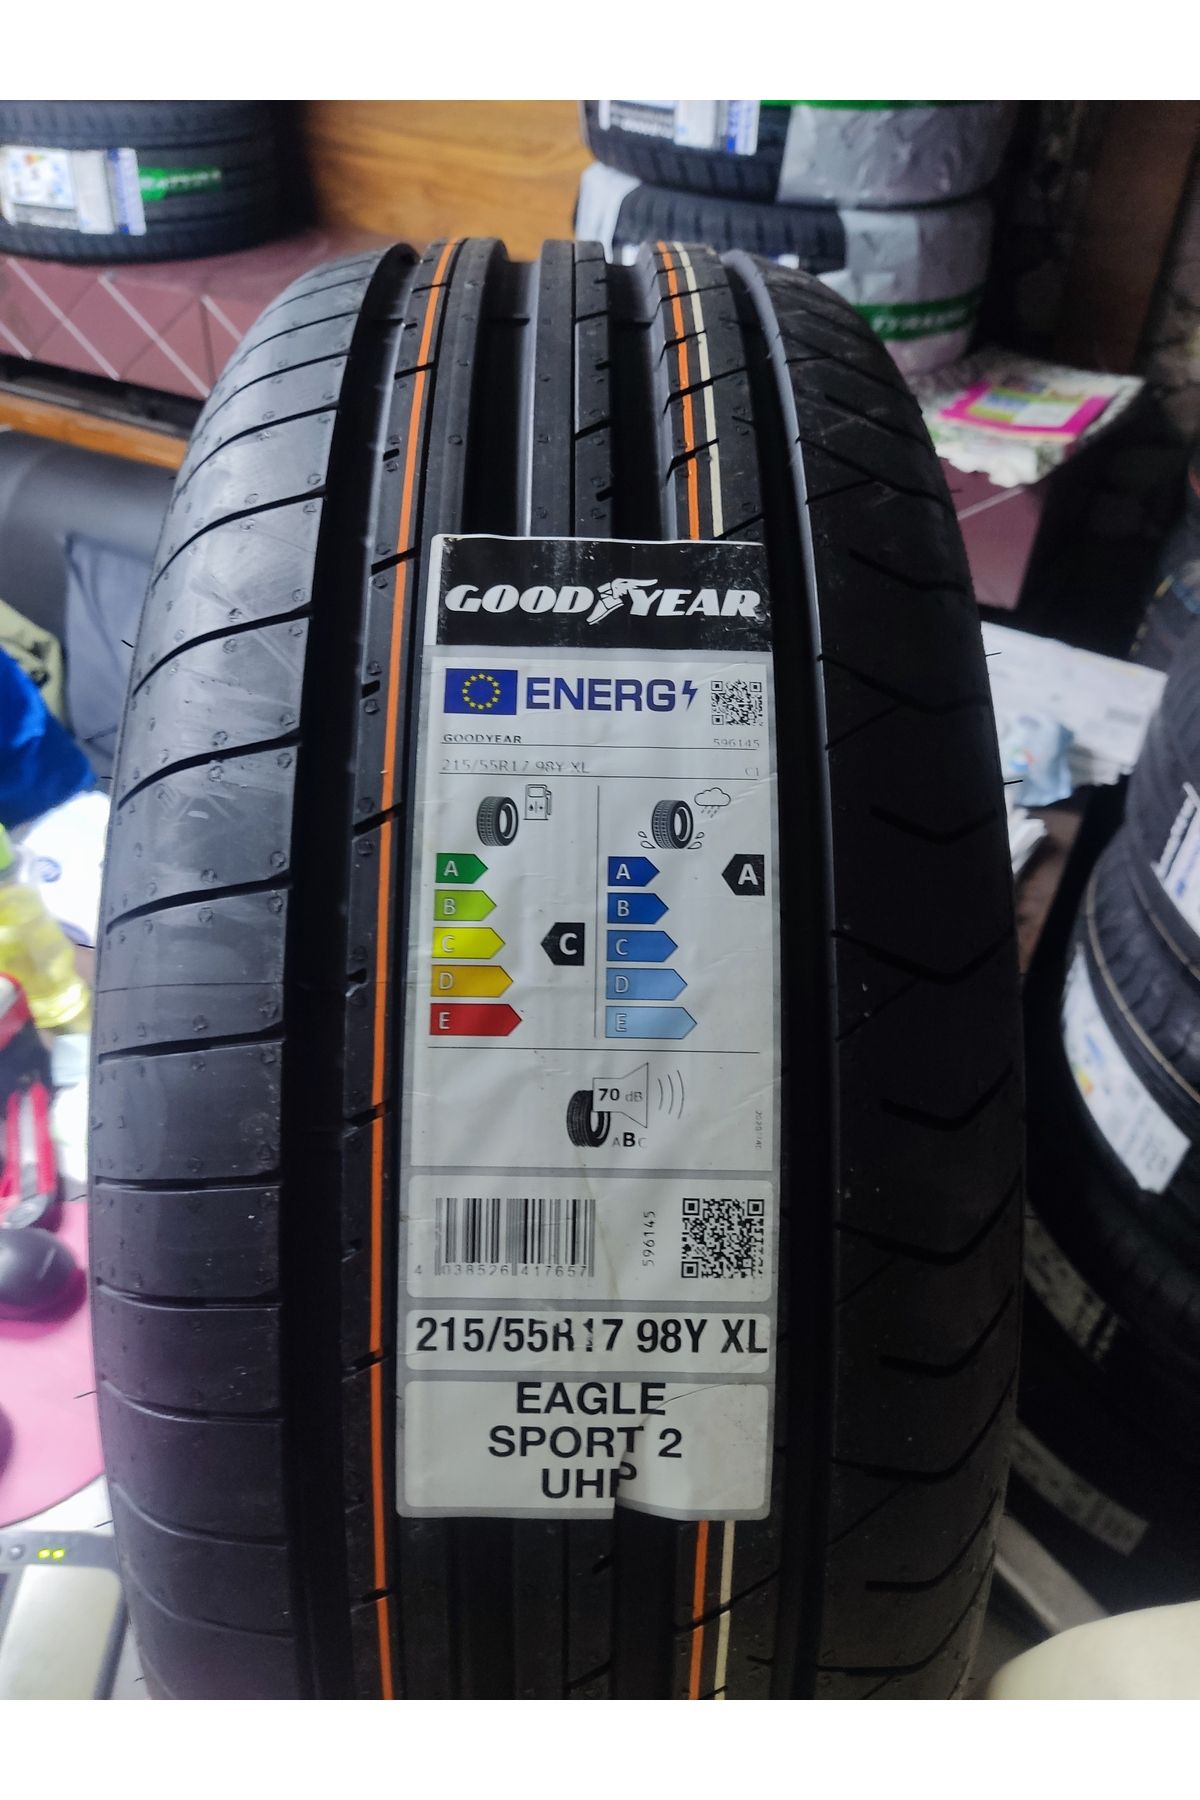 GOODYEAR
ENERG
GOODYEAR
596145
215/55R17 98Y XL
C1
A
B
C
D
E
C
A
B
C
D
E
A
70 dB
ABC
4 038526 417657
596145
215/55R17 98Y XL
EAGLE
SPORT 2
UHP